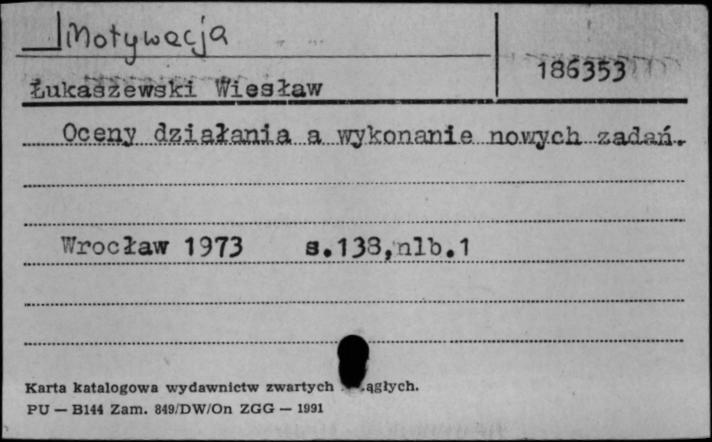 Motywacja
186353
Łukaszewski Wiesław
Oceny działania a wykonanie nowych zadań.
Wrocław 1973 s.138,nlb.1
Karta katalogowa wydawnictw zwartych ągłych.
PU — B144 Zam. 849/DW/On ZGG — 1991